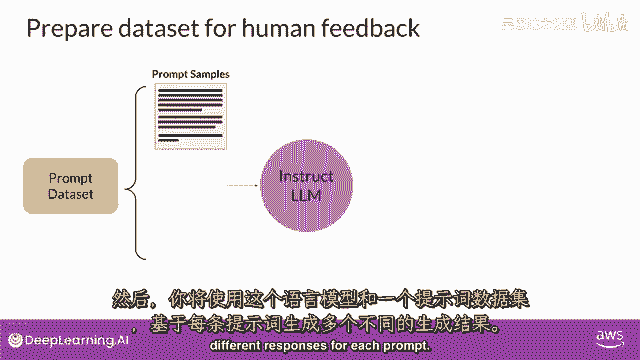 Prepare dataset for human feedback
Prompt Samples
Prompt
Dataset
Instruct
LLM
然后，你将使用这个语言模型和一个提示词数据集
，基于每条提示词生成多个不同的生成结果。
different responses for each prompt.
DeepLearning.AI
aws